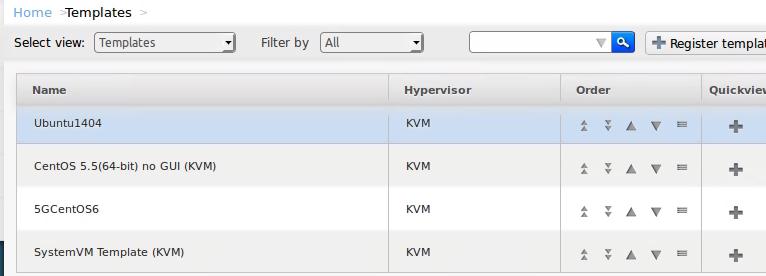 Home > Templates >
Select view: Templates Filter by All Register templat
Name Hypervisor Order Quickview
Ubuntu1404 KVM
CentOS 5.5(64-bit) no GUI (KVM) KVM
5GCentOS6 KVM
SystemVM Template (KVM) KVM